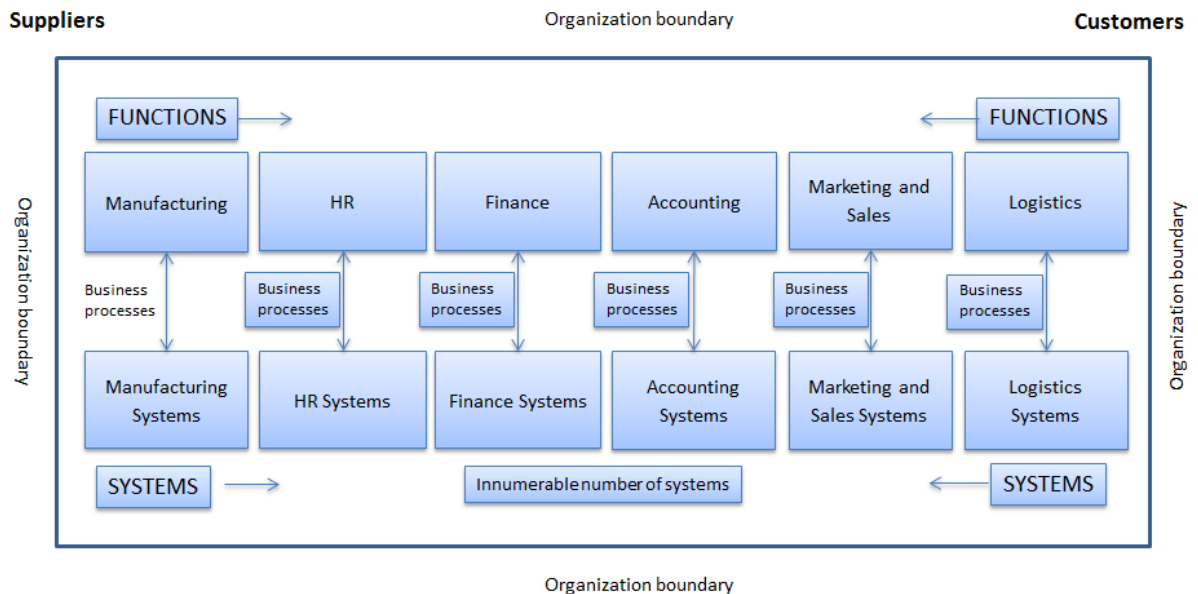 Suppliers
Organization boundary
Customers
FUNCTIONS
FUNCTIONS
Manufacturing
HR
Finance
Accounting
Marketing and
Sales
Logistics
Organization boundary
Organization boundary
Business
processes
Business
processes
Business
processes
Business
processes
Business
processes
Business
processes
Manufacturing
Systems
HR Systems
Finance Systems
Accounting
Systems
Marketing and
Sales Systems
Logistics
Systems
SYSTEMS
Innumerable number of systems
SYSTEMS
Organization boundary